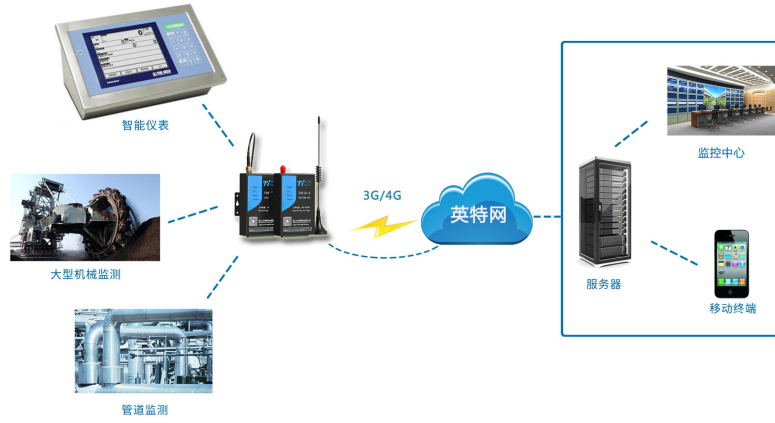 智能仪表
大型机械监测
管道监测
3G/4G
英特网
服务器
监控中心
移动终端